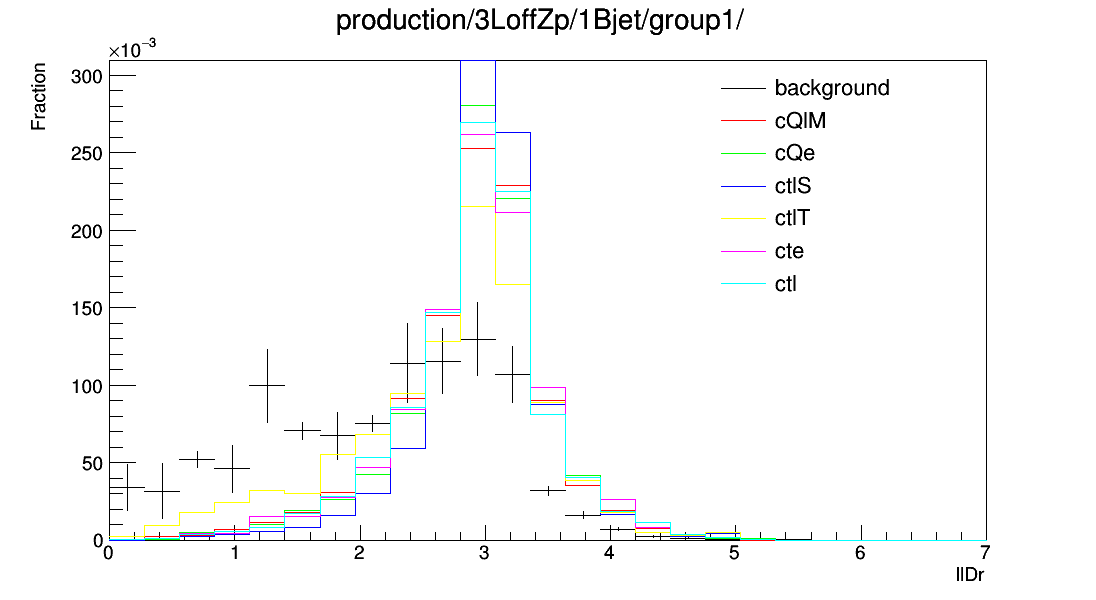 production/3LoffZp/1Bjet/group1/
×10⁻³
Fraction
300
250
200
150
100
50
0
0 1 2 3 4 5 6 7
llDr
background
cQlM
cQe
ctlS
ctlT
cte
ctl